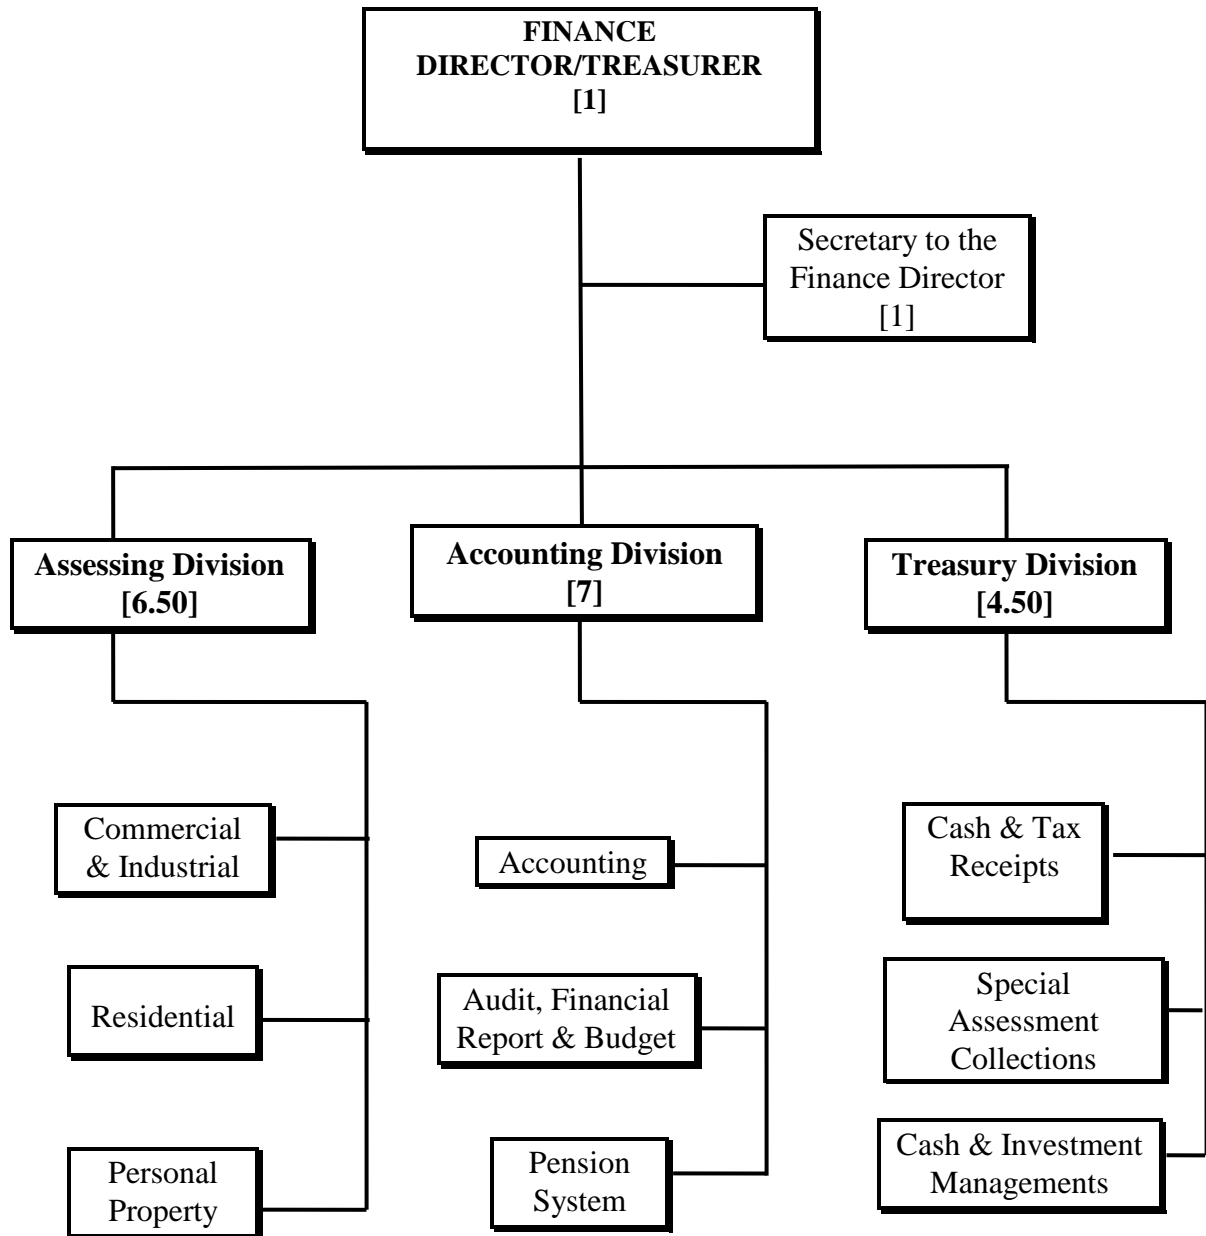 FINANCE
DIRECTOR/TREASURER
[1]
Secretary to the
Finance Director
[1]
Assessing Division
[6.50]
Accounting Division
[7]
Treasury Division
[4.50]
Commercial
& Industrial
Residential
Personal
Property
Accounting
Audit, Financial
Report & Budget
Pension
System
Cash & Tax
Receipts
Special
Assessment
Collections
Cash & Investment
Managements